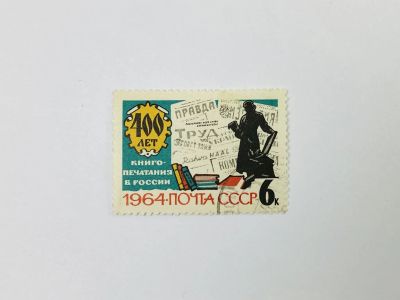 400
ЛЕТ
КНИГО-
ПЕЧАТАНИЯ
В РОССИИ
ПРАВДА
ТРУД
1964•ПОЧТА СССР
6к